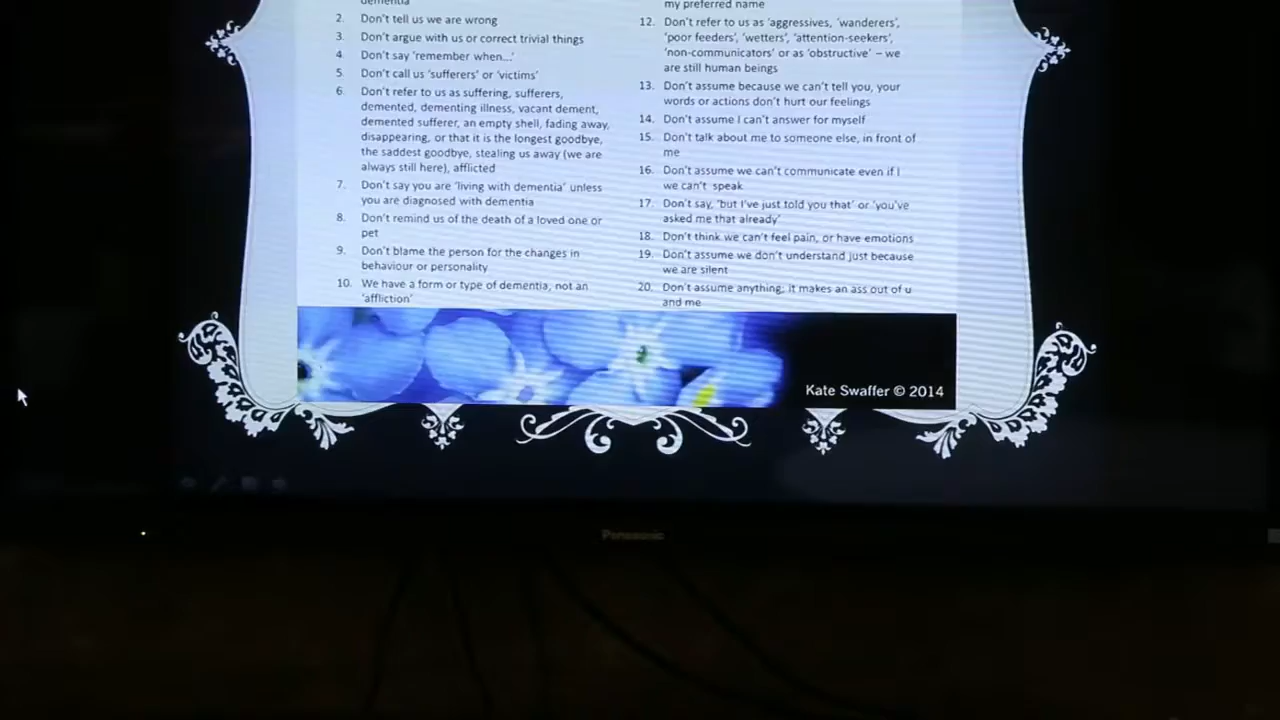 dementia
2. Don't tell us we are wrong
3. Don't argue with us or correct trivial things
4. Don't say 'remember when...'
5. Don't call us 'sufferers' or 'victims'
6. Don't refer to us as suffering, sufferers,
demented, dementing illness, vacant dement,
demented sufferer, an empty shell, fading away,
disappearing, or that it is the longest goodbye,
the saddest goodbye, stealing us away (we are
always still here), afflicted
7. Don't say you are 'living with dementia' unless
you are diagnosed with dementia
8. Don't remind us of the death of a loved one or
pet
9. Don't blame the person for the changes in
behaviour or personality
10. We have a form or type of dementia, not an
'affliction'
my preferred name
12. Don't refer to us as 'aggressives, 'wanderers',
'poor feeders', 'wetters', 'attention-seekers',
'non-communicators' or as 'obstructive' – we
are still human beings
13. Don't assume because we can't tell you, your
words or actions don't hurt our feelings
14. Don't assume I can't answer for myself
15. Don't talk about me to someone else, in front of
me
16. Don't assume we can't communicate even if I
we can't speak
17. Don't say, 'but I've just told you that' or 'you've
asked me that already'
18. Don't think we can't feel pain, or have emotions
19. Don't assume we don't understand just because
we are silent
20. Don't assume anything; it makes an ass out of u
and me
Kate Swaffer © 2014
Panasonic